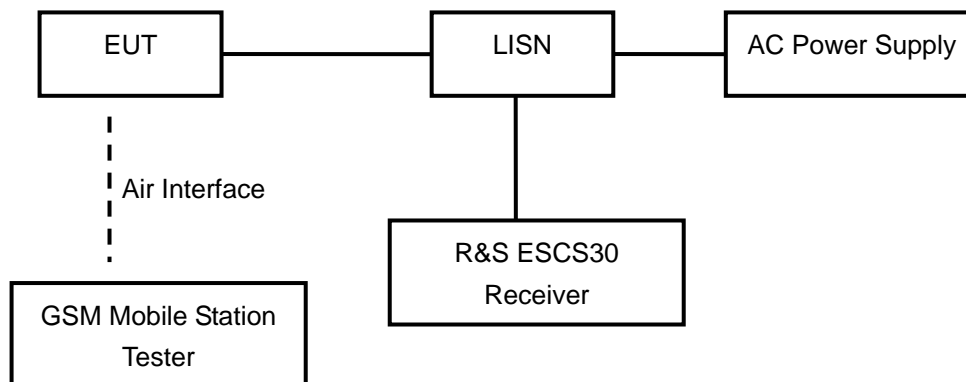 EUT
LISN
AC Power Supply
Air Interface
R&S ESCS30
Receiver
GSM Mobile Station
Tester